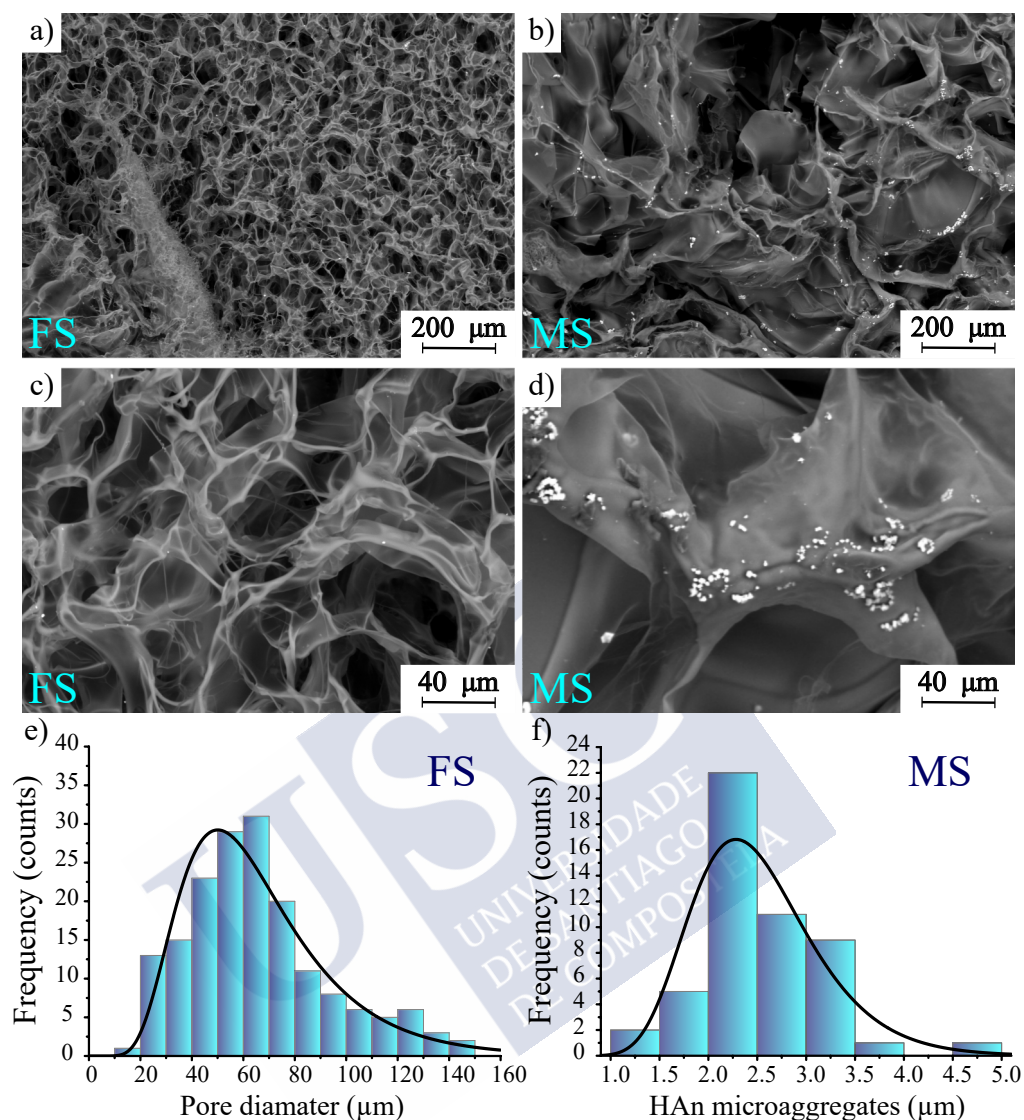 a)
FS
200 µm
b)
MS
200 µm
c)
FS
40 µm
d)
MS
40 µm
e)
FS
Frequency (counts)
40
35
30
25
20
15
10
5
0
0 20 40 60 80 100 120 140 160
Pore diamater (µm)
f)
MS
Frequency (counts)
24
22
20
18
16
14
12
10
8
6
4
2
0
1.0 1.5 2.0 2.5 3.0 3.5 4.0 4.5 5.0
HAn microaggregates (µm)
USC
UNIVERSIDADE
DE SANTIAGO
DE COMPOSTELA